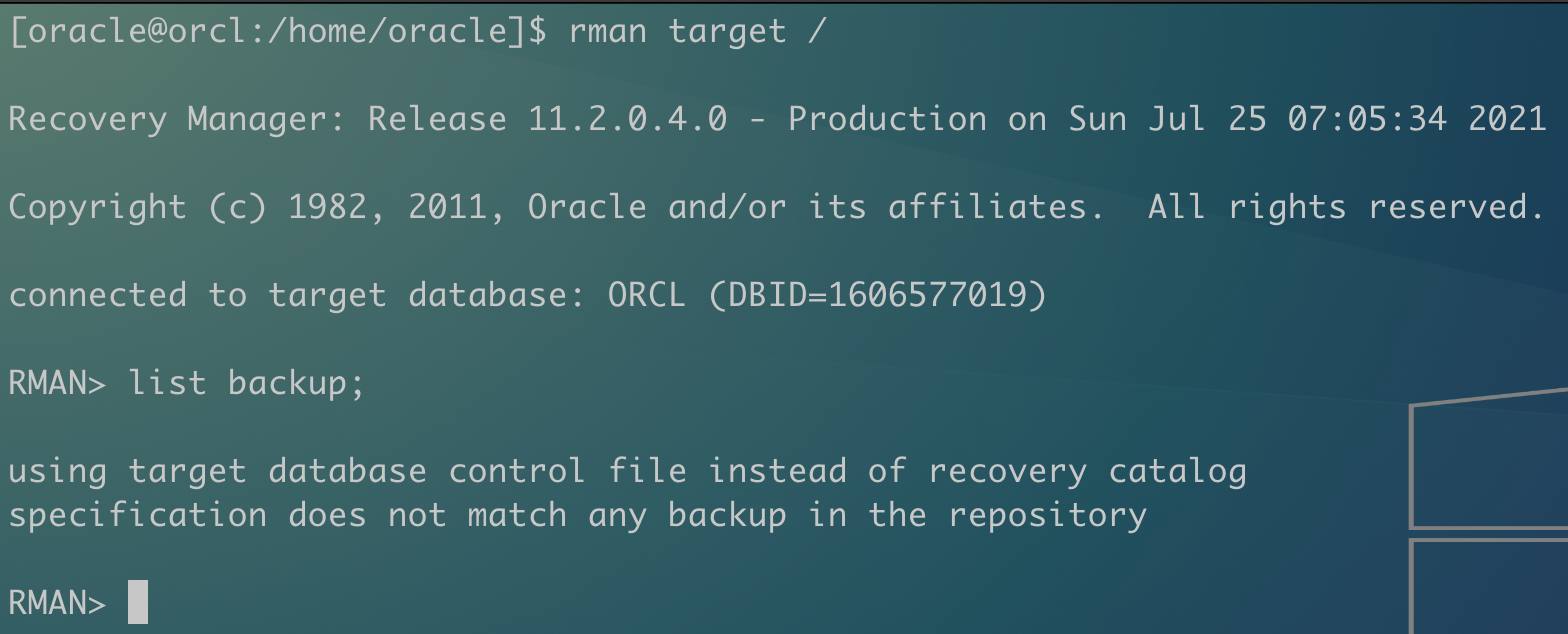 [oracle@orcl:/home/oracle]$ rman target /
Recovery Manager: Release 11.2.0.4.0 - Production on Sun Jul 25 07:05:34 2021
Copyright (c) 1982, 2011, Oracle and/or its affiliates.  All rights reserved.
connected to target database: ORCL (DBID=1606577019)
RMAN> list backup;
using target database control file instead of recovery catalog
specification does not match any backup in the repository
RMAN>